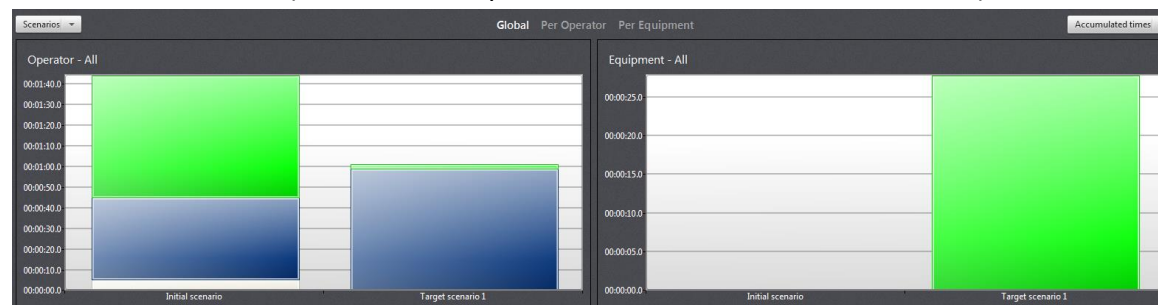 Scenarios
Global Per Operator Per Equipment
Accumulated times
Operator - All
00:01:40.0
00:01:30.0
00:01:20.0
00:01:10.0
00:01:00.0
00:00:50.0
00:00:40.0
00:00:30.0
00:00:20.0
00:00:10.0
00:00:00.0
Initial scenario Target scenario 1
Equipment - All
00:00:25.0
00:00:20.0
00:00:15.0
00:00:10.0
00:00:05.0
00:00:00.0
Initial scenario Target scenario 1